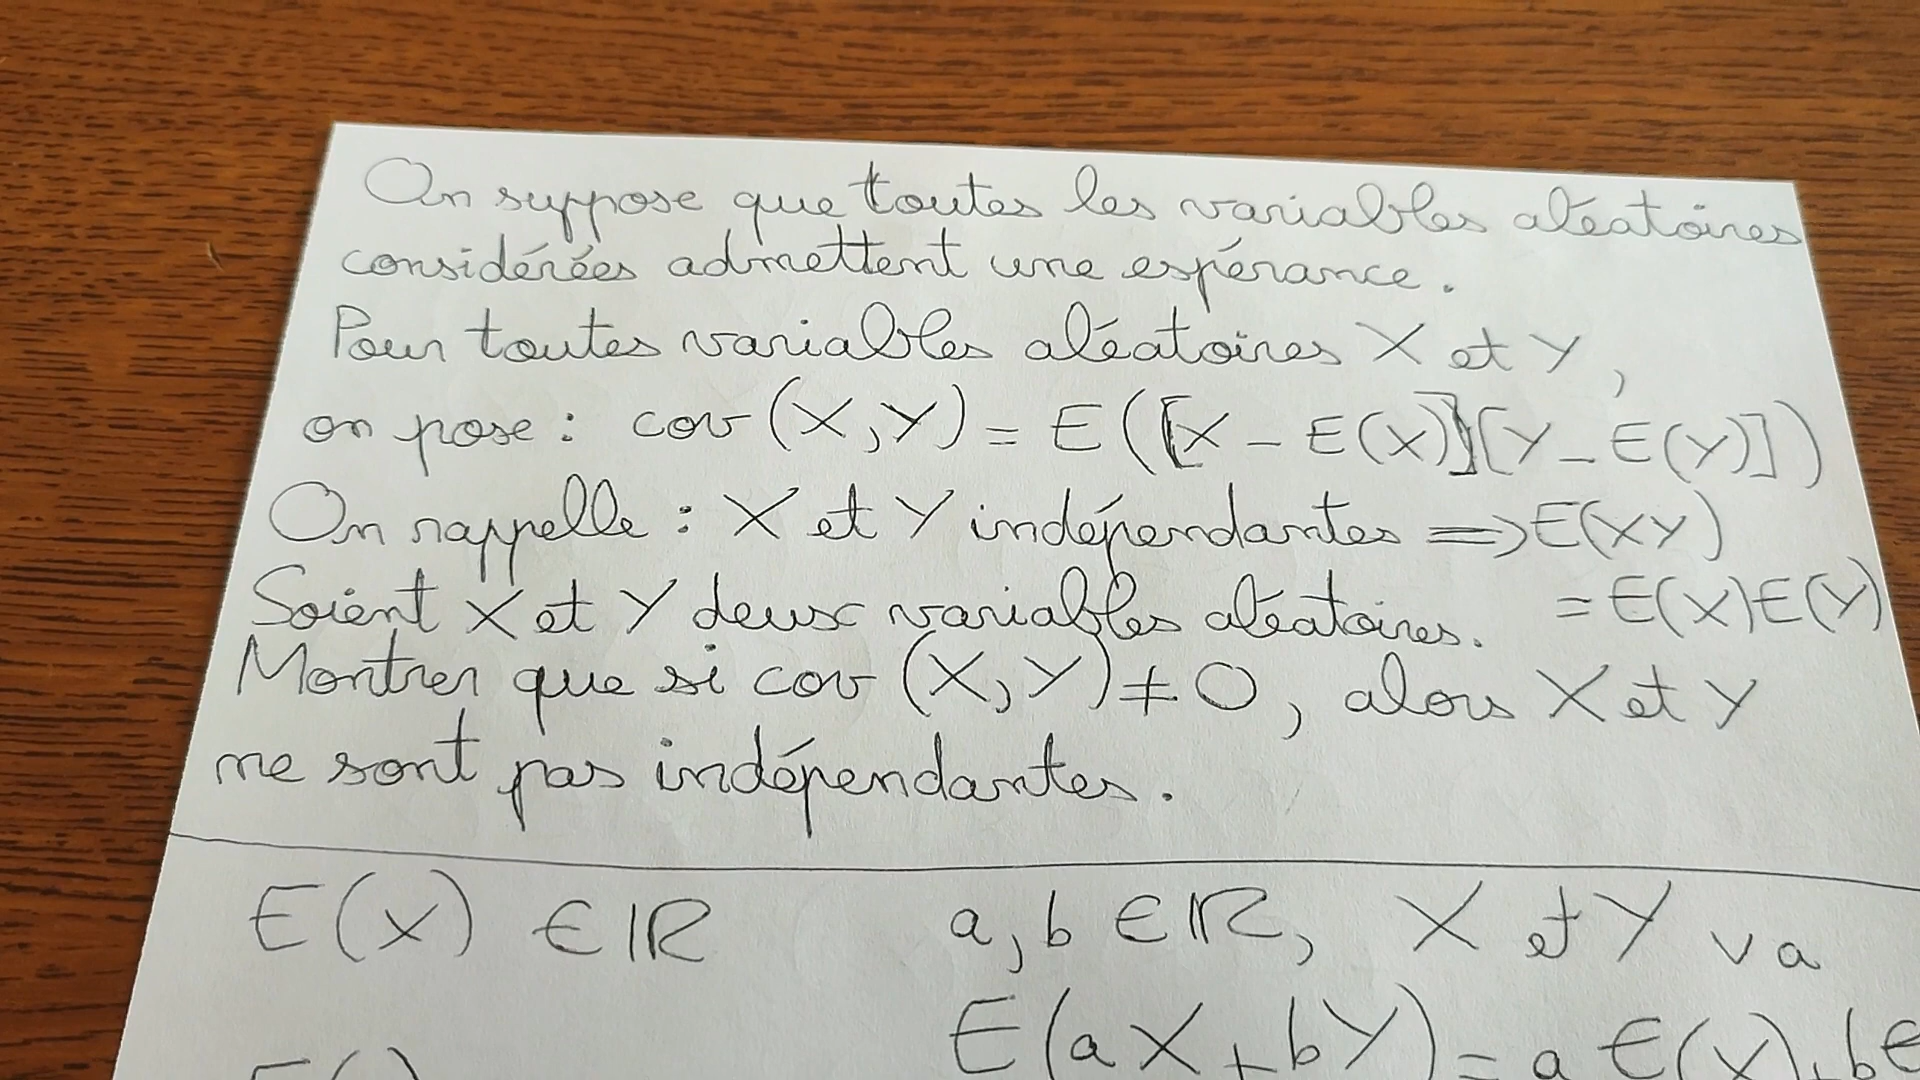 On suppose que toutes les variables aléatoires
considérées admettent une espérance.
Pour toutes variables aléatoires X et Y,
on pose : cov (X,Y) = E([X - E(X)][Y - E(Y)])
On rappelle : X et Y indépendantes ⟹ E(XY)
= E(X)E(Y)
Soient X et Y deux variables aléatoires.
Montrer que si cov (X,Y) ≠ 0, alors X et Y
ne sont pas indépendantes.
E(X) ∈ ℝ
a, b ∈ ℝ, X et Y va
E(aX+bY) = a E(X)+bE